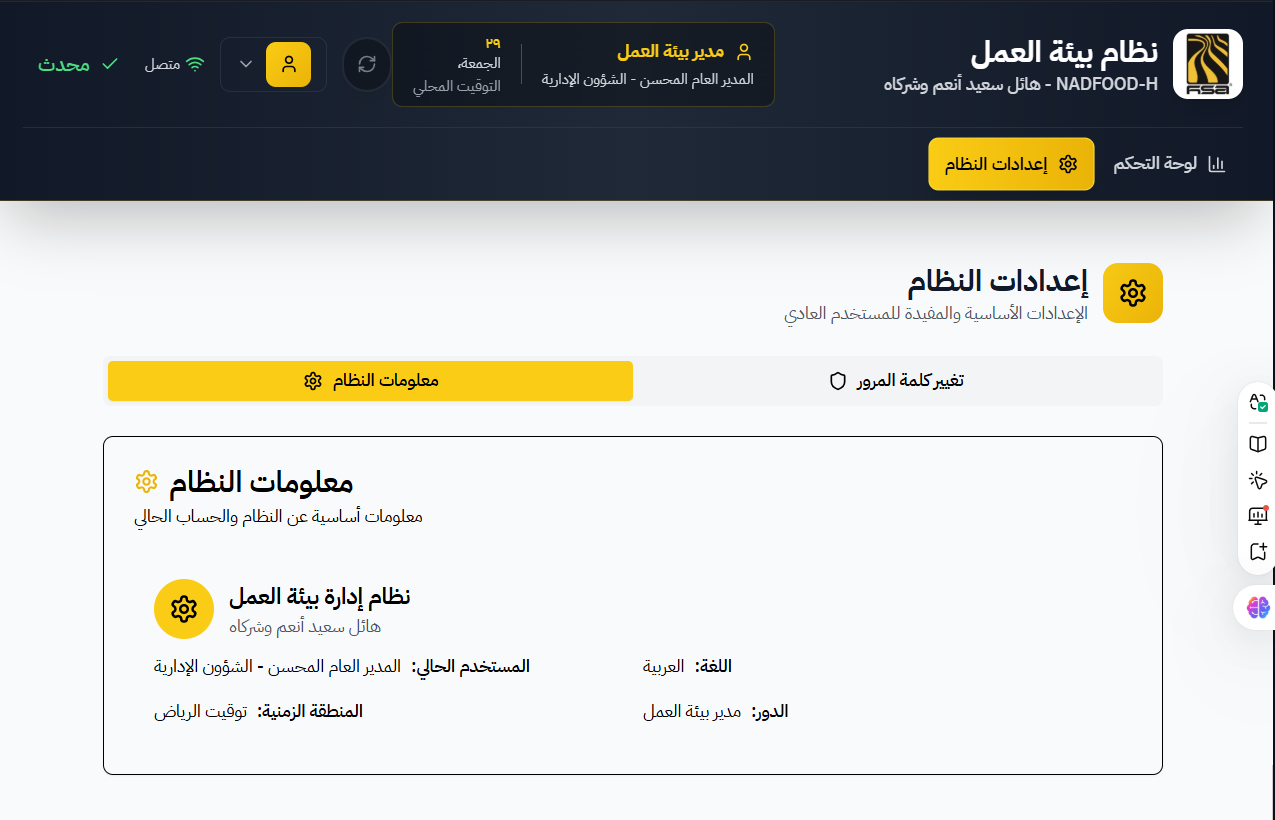 نظام بيئة العمل
NADFOOD-H - هائل سعيد أنعم وشركاه
مدير بيئة العمل
المدير العام المحسن - الشؤون الإدارية
٢٩
الجمعة،
التوقيت المحلي
متصل
محدث
لوحة التحكم
إعدادات النظام
إعدادات النظام
الإعدادات الأساسية والمفيدة للمستخدم العادي
تغيير كلمة المرور
معلومات النظام
معلومات النظام
معلومات أساسية عن النظام والحساب الحالي
نظام إدارة بيئة العمل
هائل سعيد أنعم وشركاه
اللغة: العربية
المستخدم الحالي: المدير العام المحسن - الشؤون الإدارية
الدور: مدير بيئة العمل
المنطقة الزمنية: توقيت الرياض